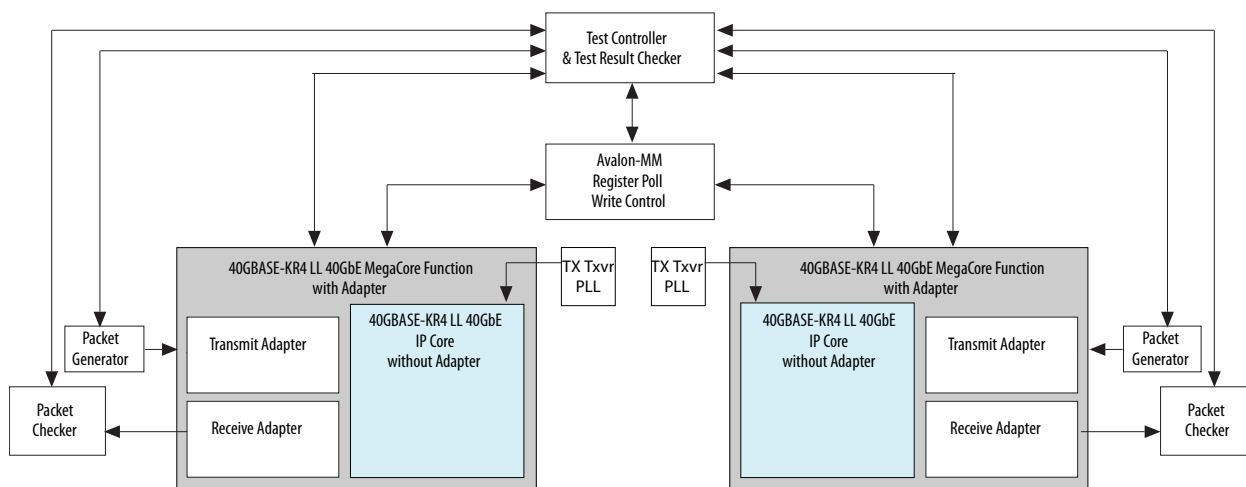 Test Controller
& Test Result Checker
Avalon-MM
Register Poll
Write Control
40GBASE-KR4 LL 40GbE MegaCore Function
with Adapter
TX Txvr
PLL
TX Txvr
PLL
40GBASE-KR4 LL 40GbE MegaCore Function
with Adapter
Packet
Generator
Transmit Adapter
40GBASE-KR4 LL 40GbE
IP Core
without Adapter
40GBASE-KR4 LL 40GbE
IP Core
without Adapter
Transmit Adapter
Packet
Generator
Packet
Checker
Receive Adapter
Receive Adapter
Packet
Checker